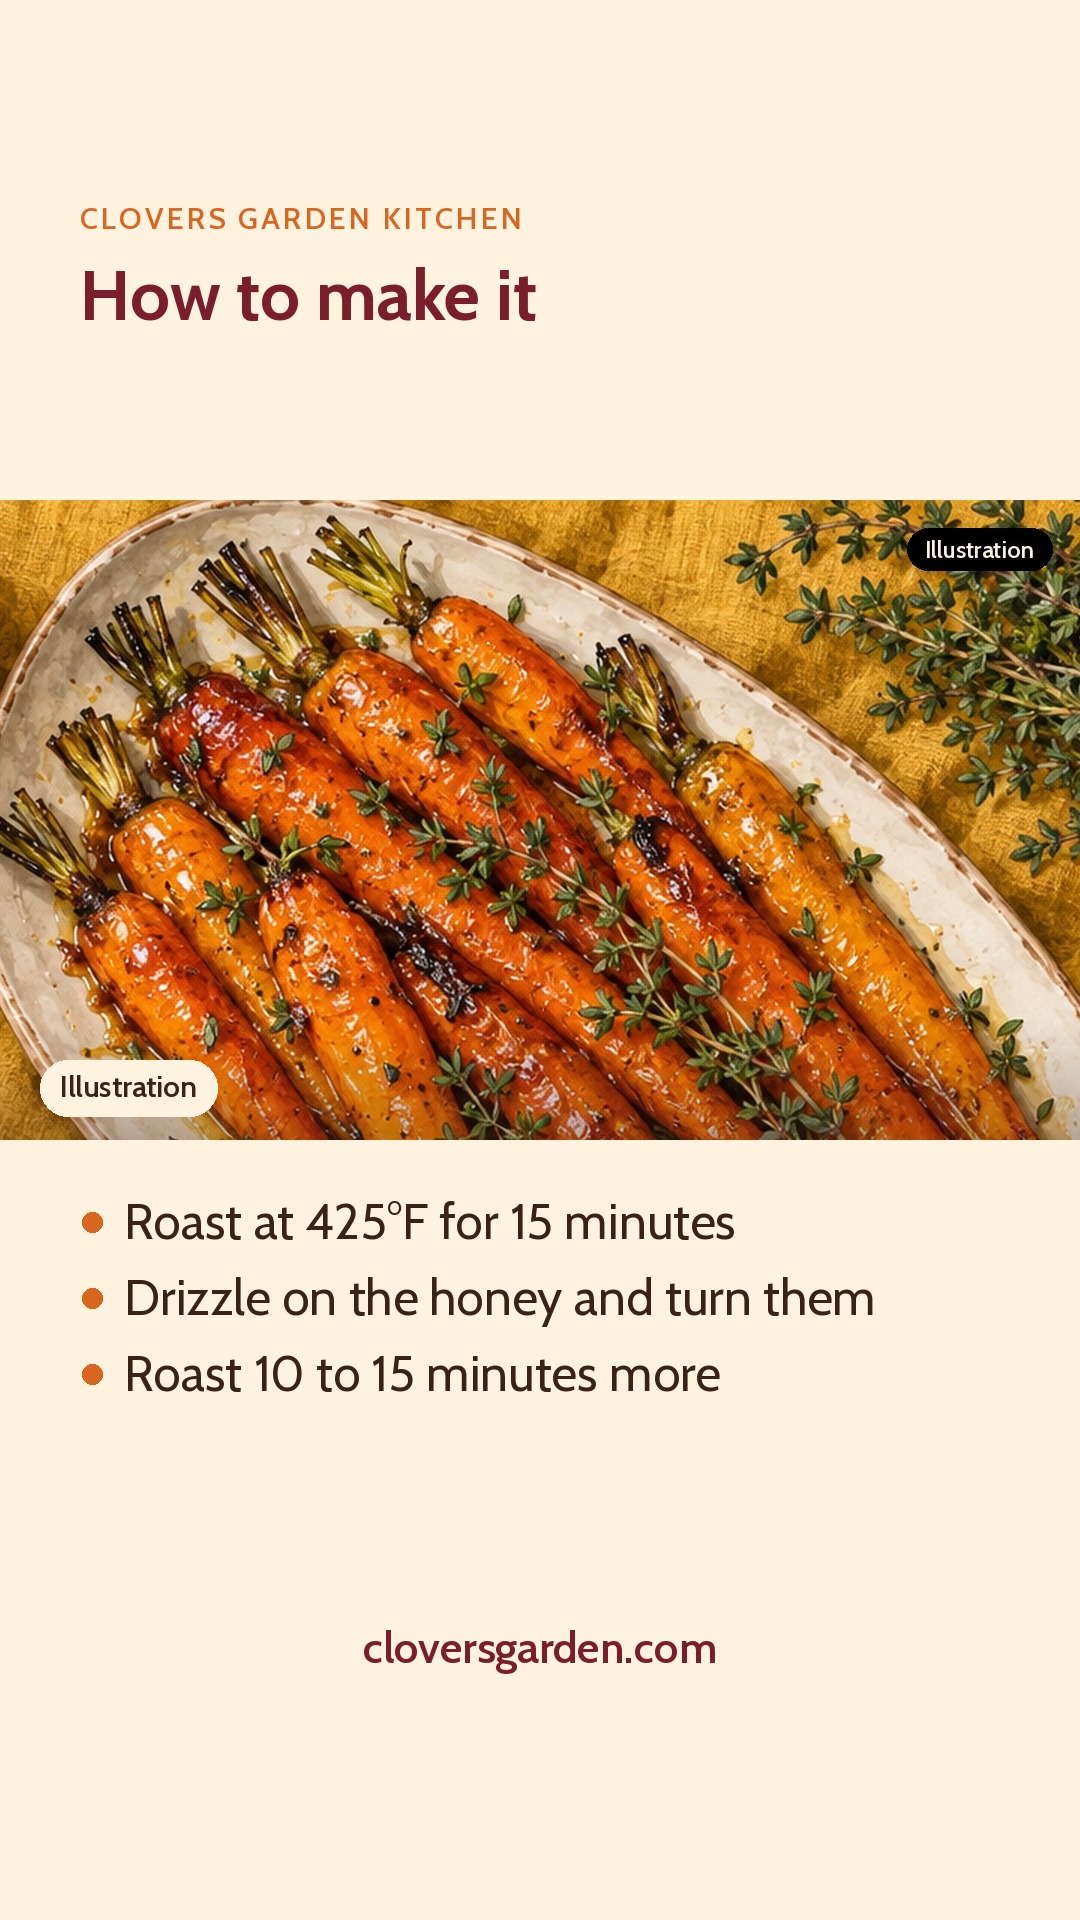 CLOVERS GARDEN KITCHEN
How to make it
Illustration
Illustration
Roast at 425°F for 15 minutes
Drizzle on the honey and turn them
Roast 10 to 15 minutes more
cloversgarden.com